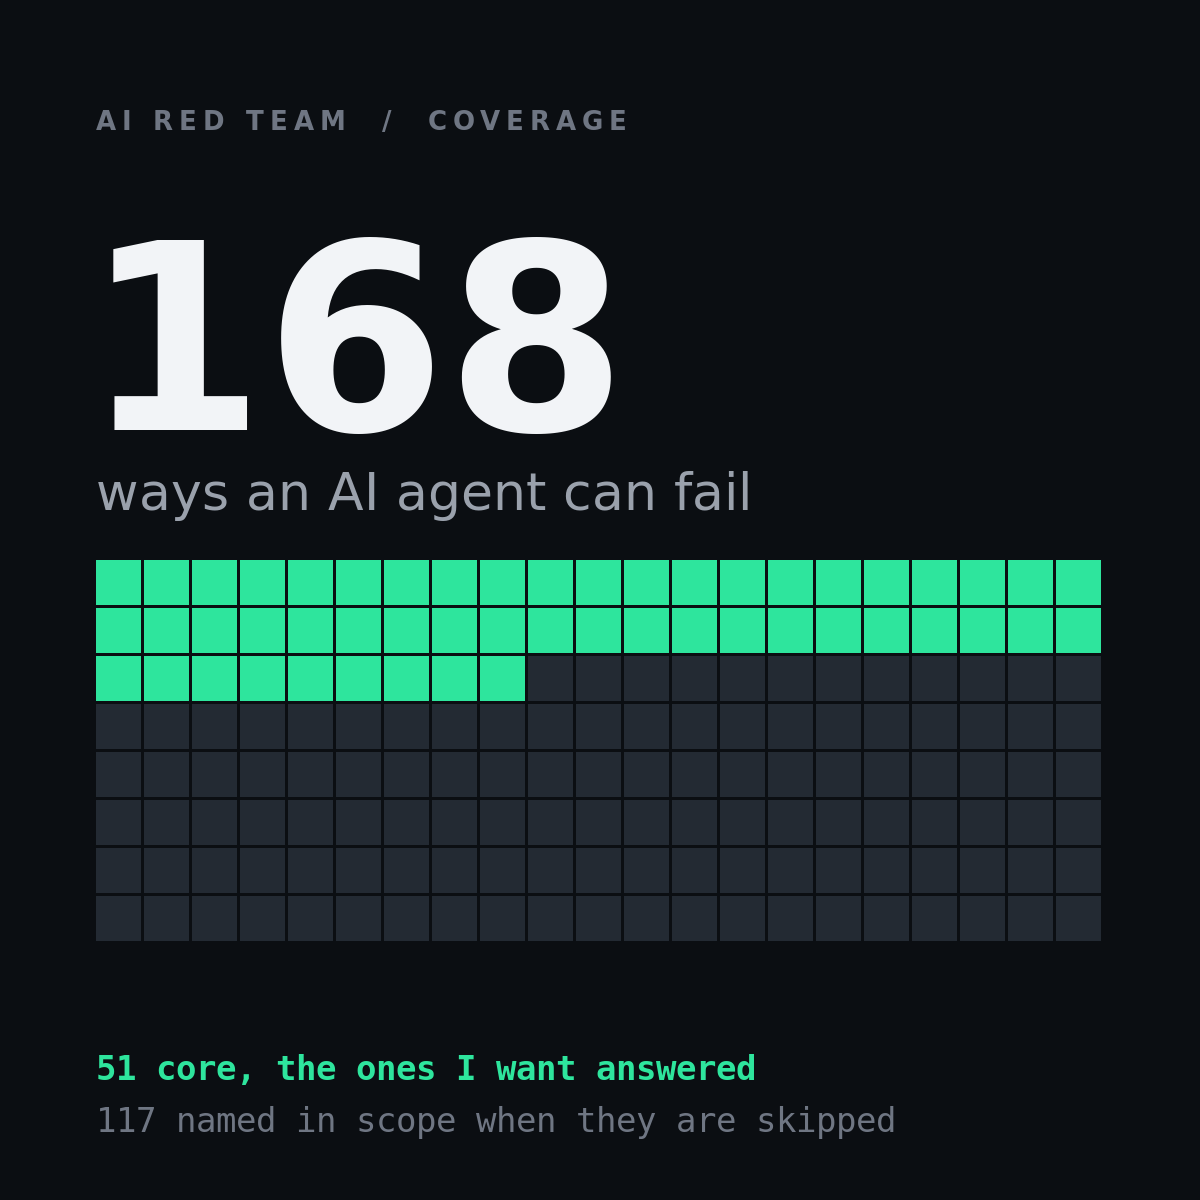 AI RED TEAM / COVERAGE
168
ways an AI agent can fail
51 core, the ones I want answered
117 named in scope when they are skipped